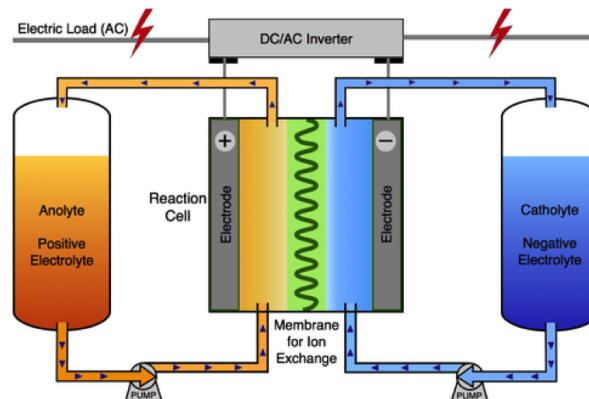 Electric Load (AC)
DC/AC Inverter
+
−
Reaction
Cell
Electrode
Electrode
Anolyte
Positive
Electrolyte
Catholyte
Negative
Electrolyte
Membrane
for Ion
Exchange
PUMP
PUMP